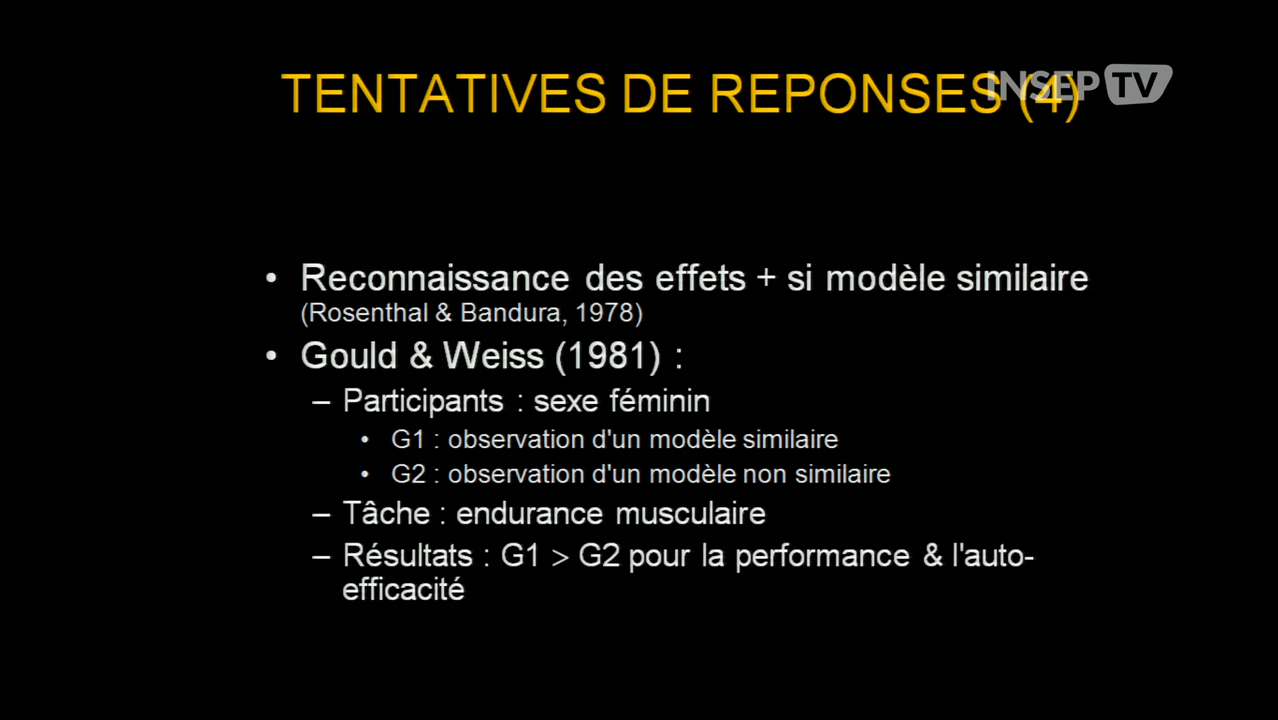 TENTATIVES DE REPONSES (4)
INSEP TV
• Reconnaissance des effets + si modèle similaire
(Rosenthal & Bandura, 1978)
• Gould & Weiss (1981) :
– Participants : sexe féminin
• G1 : observation d'un modèle similaire
• G2 : observation d'un modèle non similaire
– Tâche : endurance musculaire
– Résultats : G1 > G2 pour la performance & l'auto-
efficacité